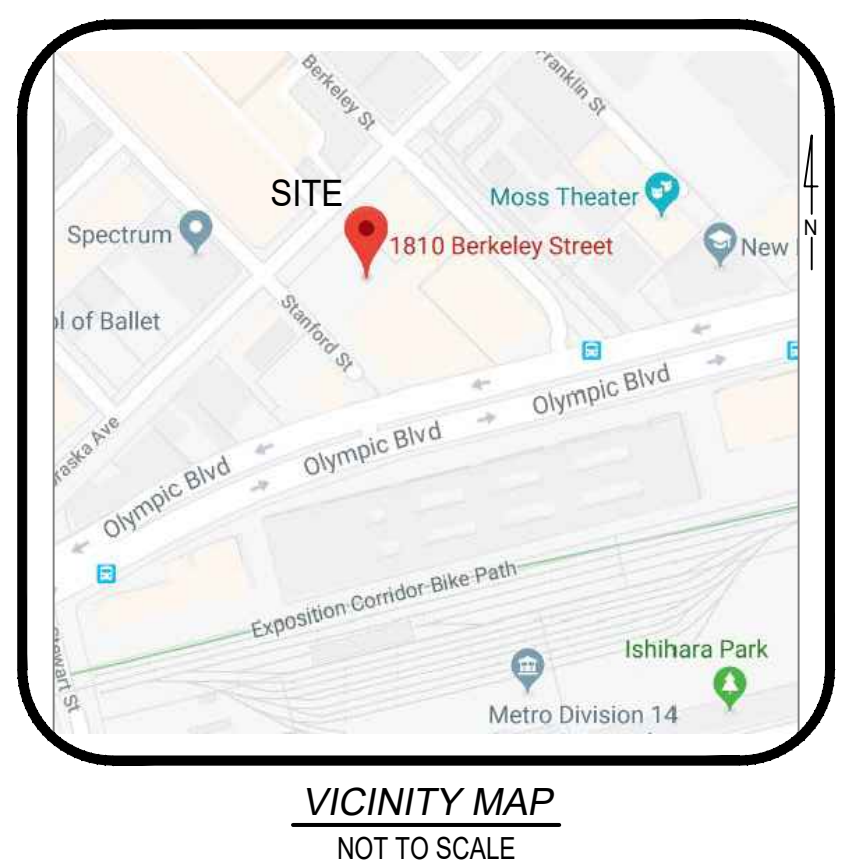 Berkeley St
Franklin St
SITE
Moss Theater
Spectrum
1810 Berkeley Street
New
N
Stanford St
ol of Ballet
Olympic Blvd
Olympic Blvd
Olympic Blvd
raska Ave
Exposition Corridor Bike Path
Stewart St
Ishihara Park
Metro Division 14
VICINITY MAP
NOT TO SCALE